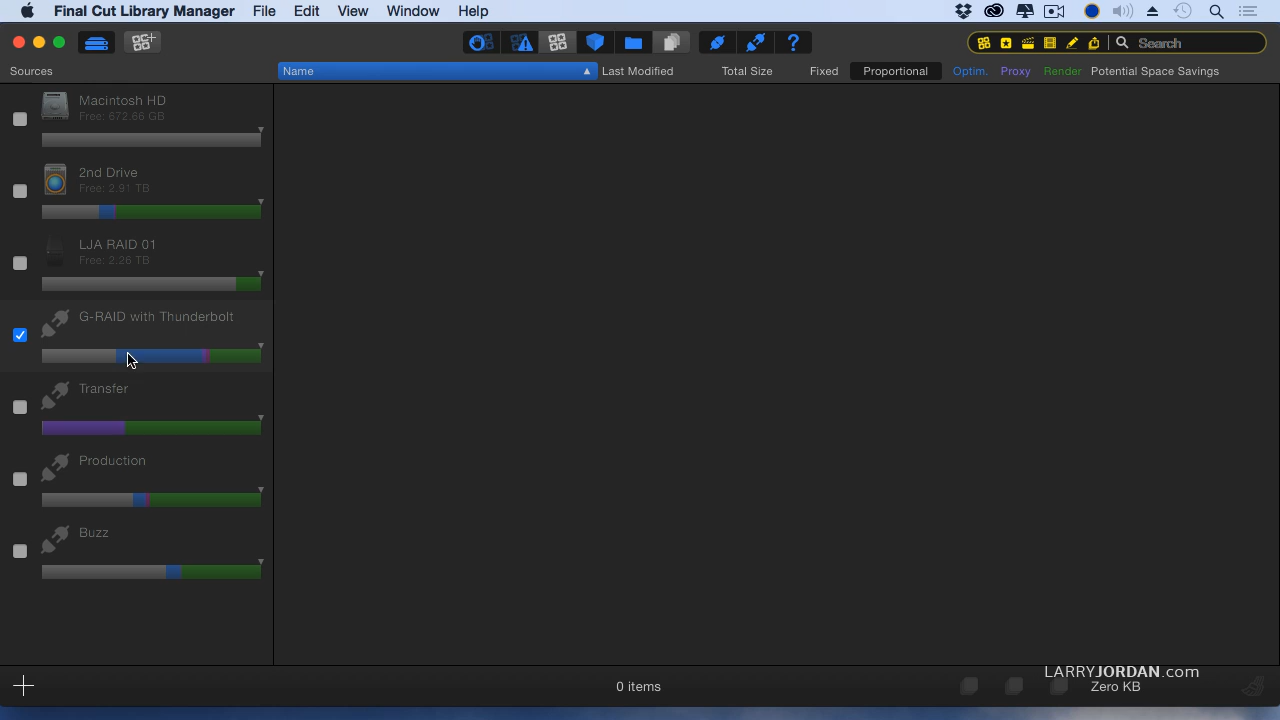 Final Cut Library Manager File Edit View Window Help
Search
Sources
Name Last Modified Total Size Fixed Proportional Optim. Proxy Render Potential Space Savings
Macintosh HD
Free: 672.66 GB
2nd Drive
Free: 2.91 TB
LJA RAID 01
Free: 2.26 TB
G-RAID with Thunderbolt
Transfer
Production
Buzz
LARRYJORDAN.com
0 items
Zero KB